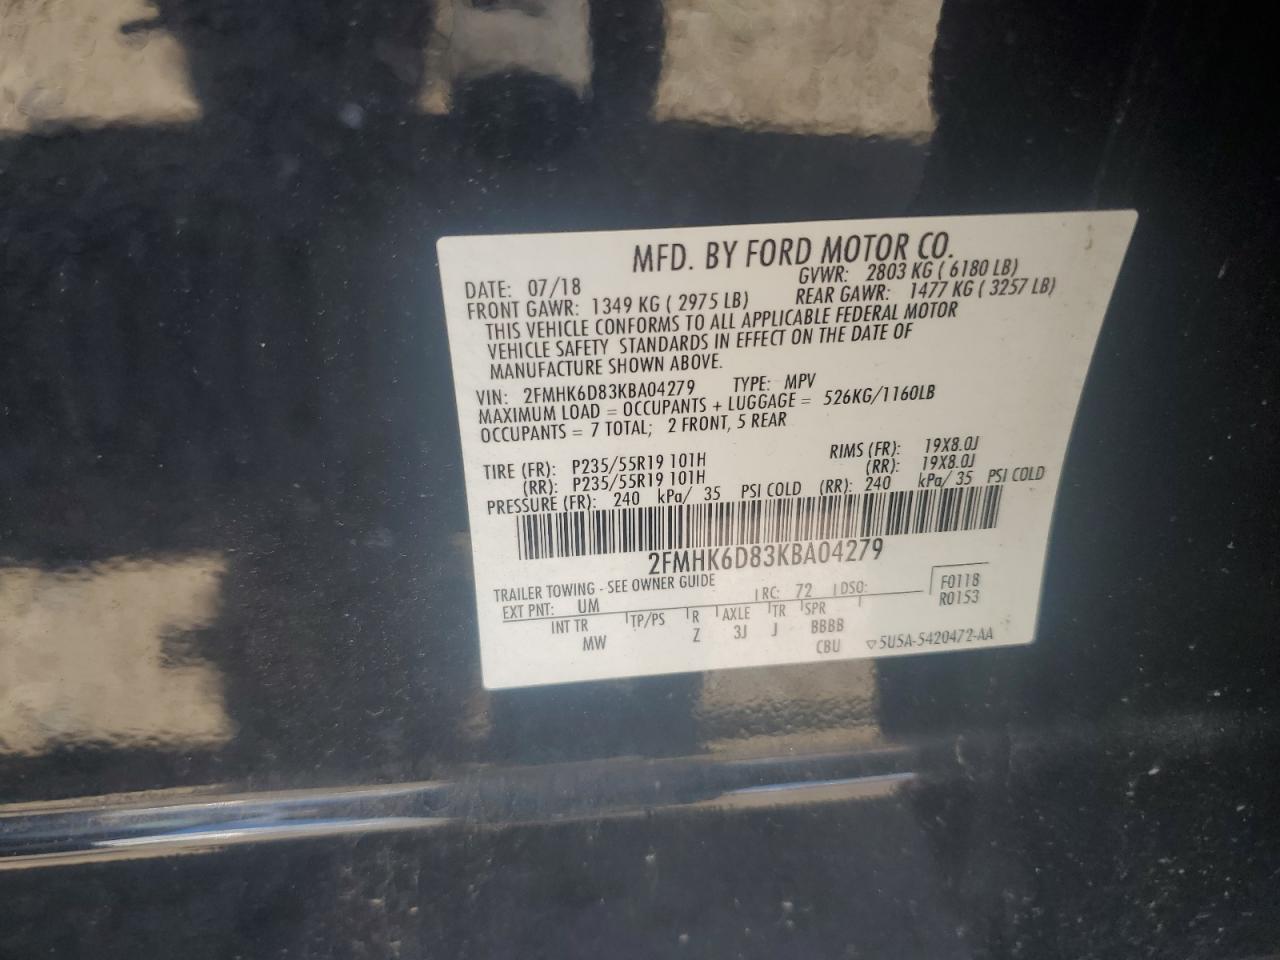 MFD. BY FORD MOTOR CO.
DATE: 07/18 GVWR: 2803 KG ( 6180 LB)
FRONT GAWR: 1349 KG ( 2975 LB) REAR GAWR: 1477 KG ( 3257 LB)
THIS VEHICLE CONFORMS TO ALL APPLICABLE FEDERAL MOTOR
VEHICLE SAFETY STANDARDS IN EFFECT ON THE DATE OF
MANUFACTURE SHOWN ABOVE.
VIN: 2FMHK6D83KBA04279 TYPE: MPV
MAXIMUM LOAD = OCCUPANTS + LUGGAGE = 526KG/1160LB
OCCUPANTS = 7 TOTAL; 2 FRONT, 5 REAR
TIRE (FR): P235/55R19 101H RIMS (FR): 19X8.0J
(RR): P235/55R19 101H (RR): 19X8.0J
PRESSURE (FR): 240 kPa/ 35 PSI COLD (RR): 240 kPa/ 35 PSI COLD
2FMHK6D83KBA04279
TRAILER TOWING - SEE OWNER GUIDE
EXT PNT: UM RC: 72 DSO: F0118
INT TR TP/PS R AXLE TR SPR R0153
MW Z 3J J BBBB
CBU ▽5U5A-5420472-AA